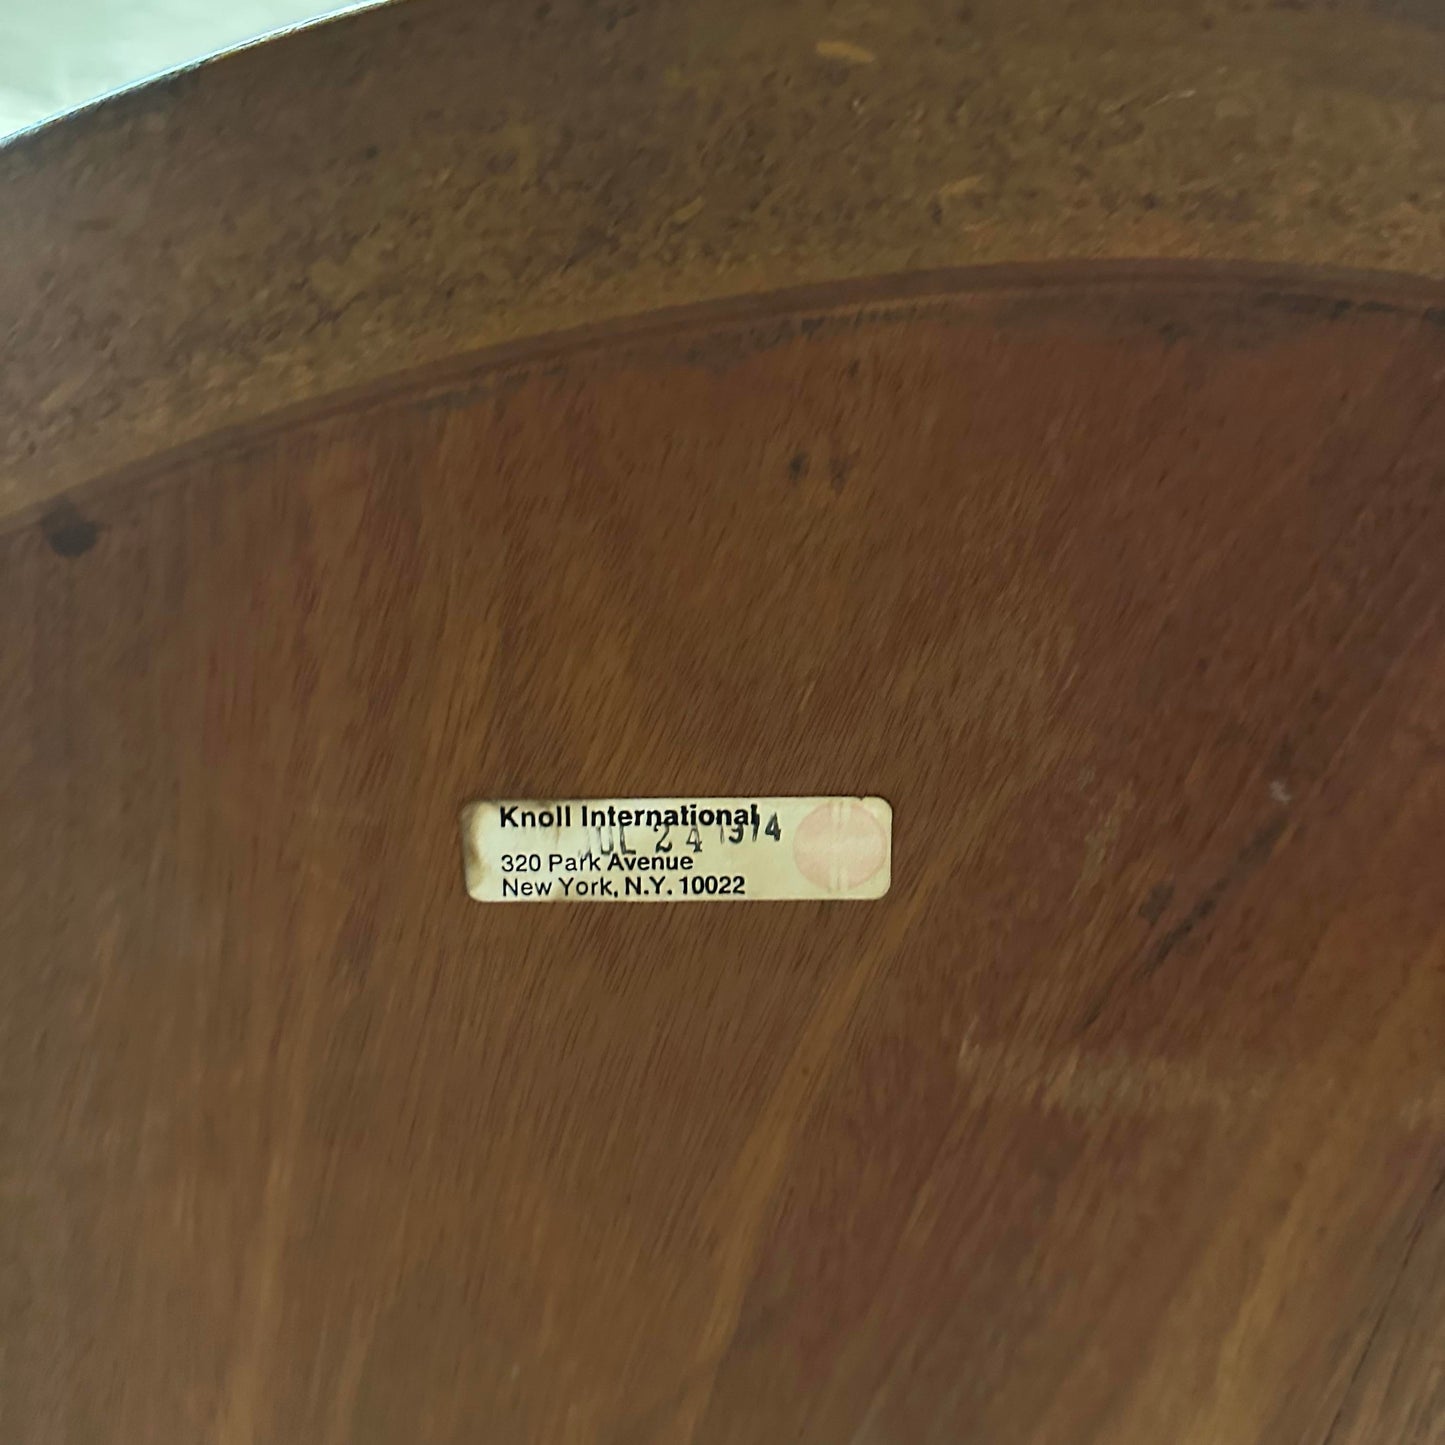 Knoll International
JUL 24 1974
320 Park Avenue
New York, N.Y. 10022